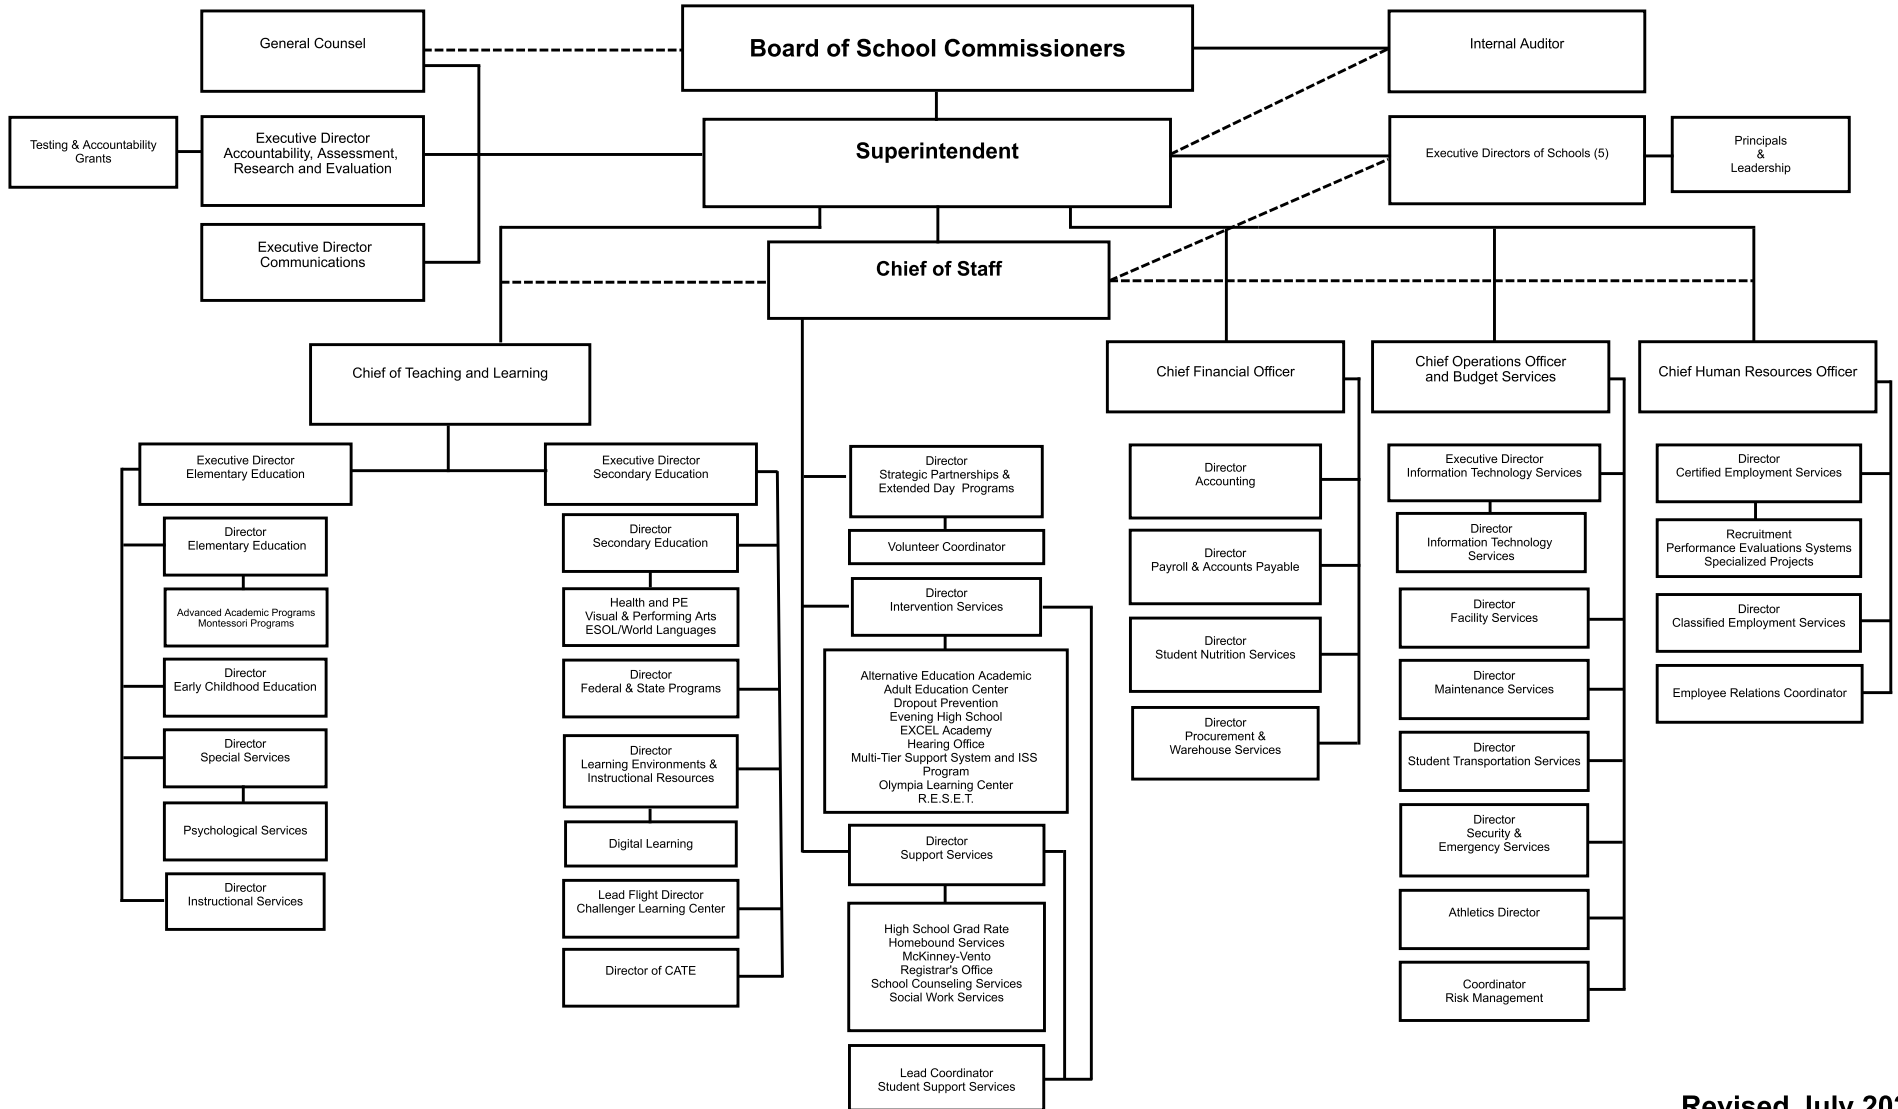 General Counsel
Board of School Commissioners
Internal Auditor
Testing & Accountability
Grants
Executive Director
Accountability, Assessment,
Research and Evaluation
Superintendent
Executive Directors of Schools (5)
Principals
&
Leadership
Executive Director
Communications
Chief of Staff
Chief of Teaching and Learning
Chief Financial Officer
Chief Operations Officer
and Budget Services
Chief Human Resources Officer
Executive Director
Elementary Education
Director
Elementary Education
Advanced Academic Programs
Montessori Programs
Director
Early Childhood Education
Director
Special Services
Psychological Services
Director
Instructional Services
Executive Director
Secondary Education
Director
Secondary Education
Health and PE
Visual & Performing Arts
ESOL/World Languages
Director
Federal & State Programs
Director
Learning Environments &
Instructional Resources
Digital Learning
Lead Flight Director
Challenger Learning Center
Director of CATE
Director
Strategic Partnerships &
Extended Day Programs
Volunteer Coordinator
Director
Intervention Services
Alternative Education Academic
Adult Education Center
Dropout Prevention
Evening High School
EXCEL Academy
Hearing Office
Multi-Tier Support System and ISS
Program
Olympia Learning Center
R.E.S.E.T.
Director
Support Services
High School Grad Rate
Homebound Services
McKinney-Vento
Registrar's Office
School Counseling Services
Social Work Services
Lead Coordinator
Student Support Services
Director
Accounting
Director
Payroll & Accounts Payable
Director
Student Nutrition Services
Director
Procurement &
Warehouse Services
Executive Director
Information Technology Services
Director
Information Technology
Services
Director
Facility Services
Director
Maintenance Services
Director
Student Transportation Services
Director
Security &
Emergency Services
Athletics Director
Coordinator
Risk Management
Director
Certified Employment Services
Recruitment
Performance Evaluations Systems
Specialized Projects
Director
Classified Employment Services
Employee Relations Coordinator
Revised July